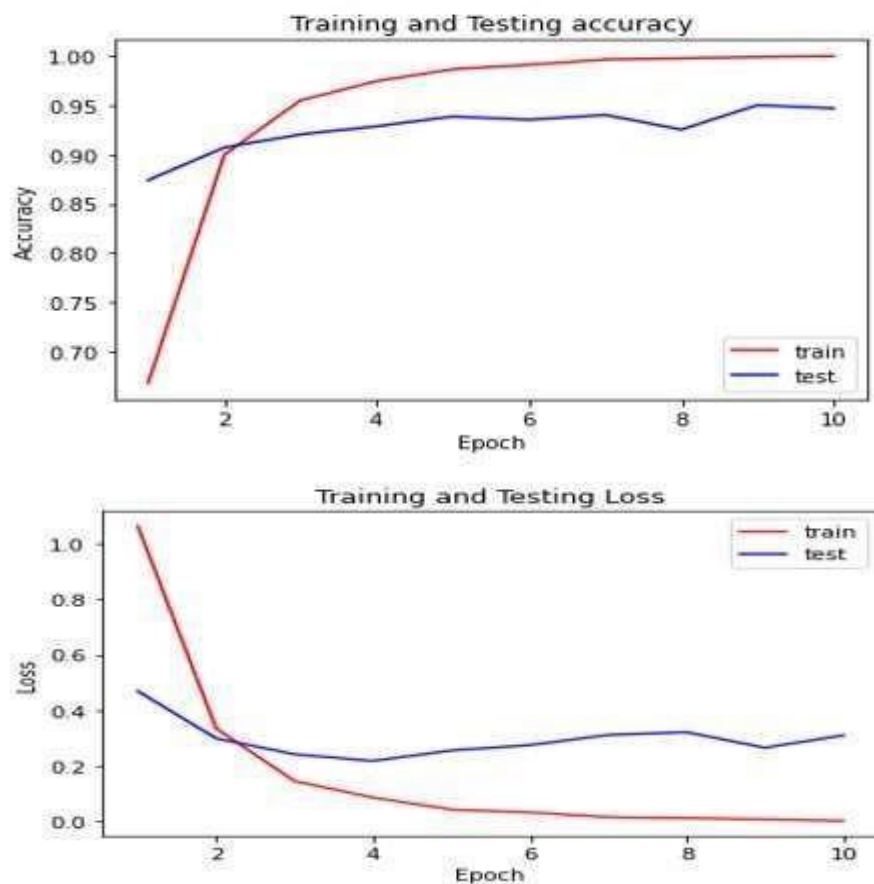 Training and Testing accuracy
1.00
0.95
0.90
0.85
0.80
0.75
0.70
Accuracy
train
test
2 4 6 8 10
Epoch
Training and Testing Loss
1.0
0.8
0.6
0.4
0.2
0.0
Loss
train
test
2 4 6 8 10
Epoch